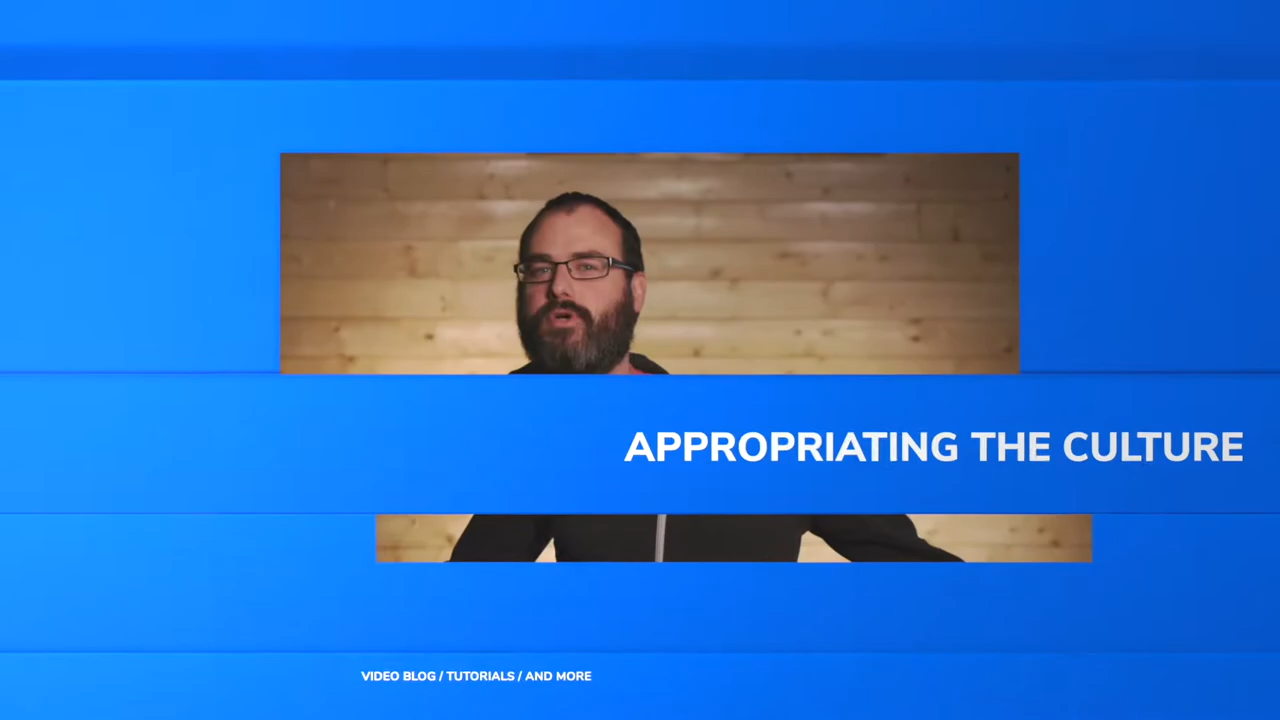 APPROPRIATING THE CULTURE
VIDEO BLOG / TUTORIALS / AND MORE